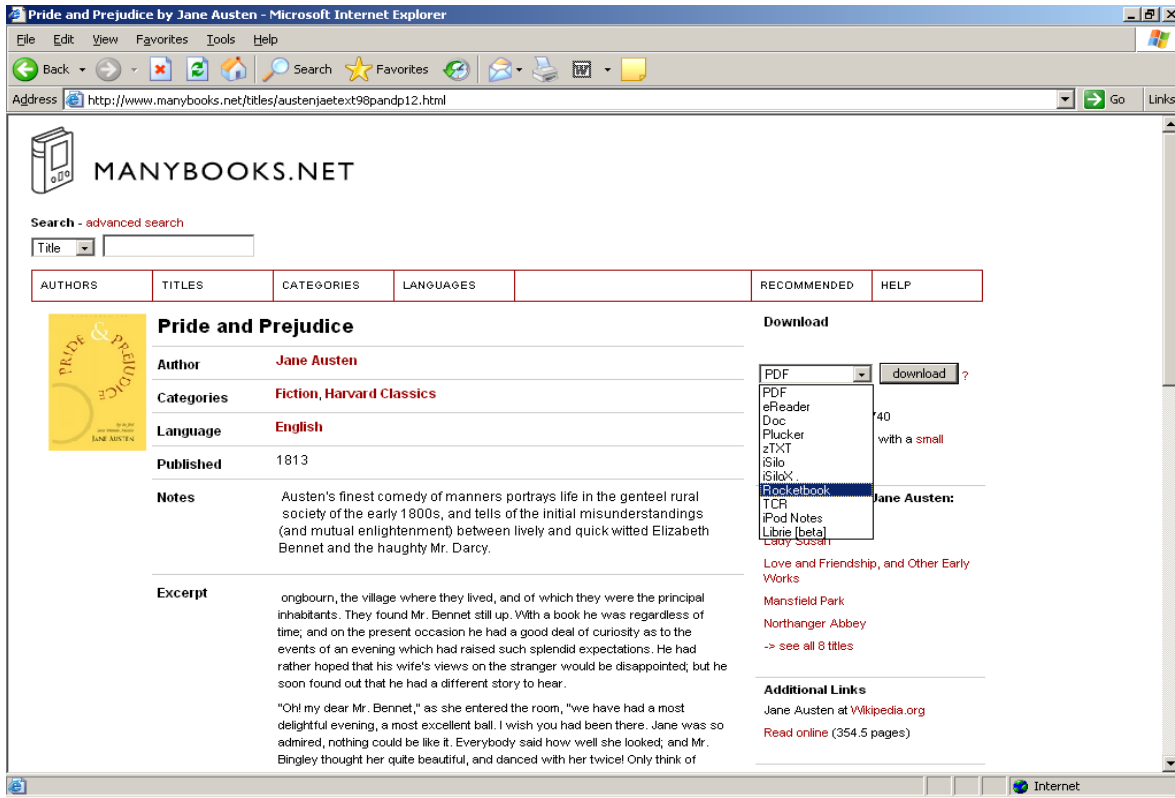 Pride and Prejudice by Jane Austen - Microsoft Internet Explorer
File Edit View Favorites Tools Help
Back Search Favorites
Address http://www.manybooks.net/titles/austenjaetext98pandp12.html Go Links
MANYBOOKS.NET
Search - advanced search
Title
AUTHORS TITLES CATEGORIES LANGUAGES RECOMMENDED HELP
PRIDE & PREJUDICE
JANE AUSTEN
Pride and Prejudice
Author Jane Austen
Categories Fiction, Harvard Classics
Language English
Published 1813
Notes Austen's finest comedy of manners portrays life in the genteel rural
society of the early 1800s, and tells of the initial misunderstandings
(and mutual enlightenment) between lively and quick witted Elizabeth
Bennet and the haughty Mr. Darcy.
Excerpt ongbourn, the village where they lived, and of which they were the principal
inhabitants. They found Mr. Bennet still up. With a book he was regardless of
time; and on the present occasion he had a good deal of curiosity as to the
events of an evening which had raised such splendid expectations. He had
rather hoped that his wife's views on the stranger would be disappointed; but he
soon found out that he had a different story to hear.
"Oh! my dear Mr. Bennet," as she entered the room, "we have had a most
delightful evening, a most excellent ball. I wish you had been there. Jane was so
admired, nothing could be like it. Everybody said how well she looked; and Mr.
Bingley thought her quite beautiful, and danced with her twice! Only think of
Download
PDF download ?
PDF
eReader
Doc
Plucker
zTXT
iSilo
iSiloX .
Rocketbook
TCR
iPod Notes
Librie [beta]
740
with a small
Jane Austen:
Lady Susan
Love and Friendship, and Other Early
Works
Mansfield Park
Northanger Abbey
-> see all 8 titles
Additional Links
Jane Austen at Wikipedia.org
Read online (354.5 pages)
Internet